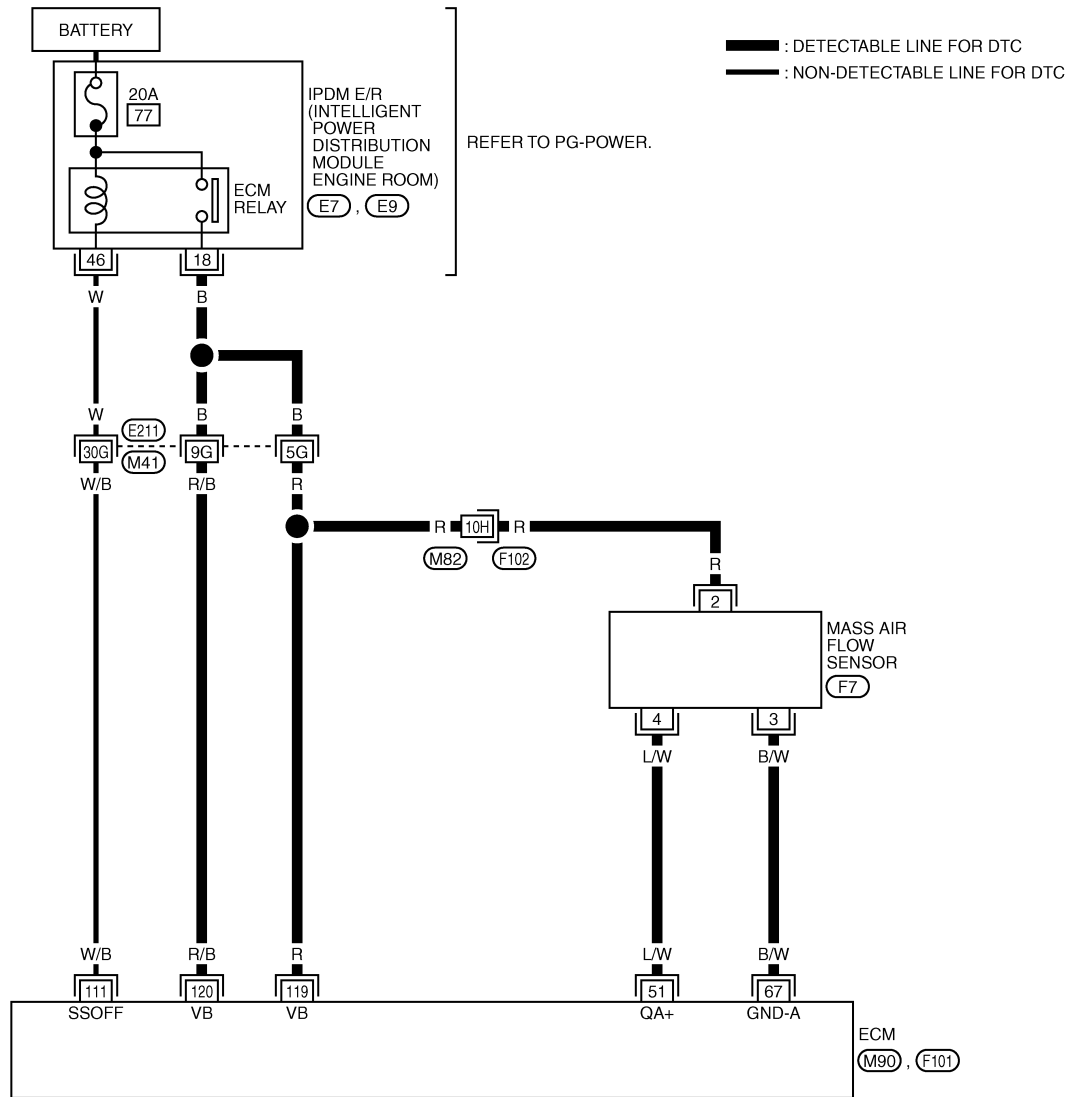 BATTERY
: DETECTABLE LINE FOR DTC
: NON-DETECTABLE LINE FOR DTC
20A
77
IPDM E/R
(INTELLIGENT
POWER
DISTRIBUTION
MODULE
ENGINE ROOM)
E7 , E9
REFER TO PG-POWER.
ECM
RELAY
46
18
W
B
W
B
B
E211
M41
30G
9G
5G
W/B
R/B
R
R
10H
R
M82
F102
R
2
MASS AIR
FLOW
SENSOR
F7
4
3
L/W
B/W
W/B
R/B
R
L/W
B/W
111
120
119
51
67
SSOFF
VB
VB
QA+
GND-A
ECM
M90 , F101